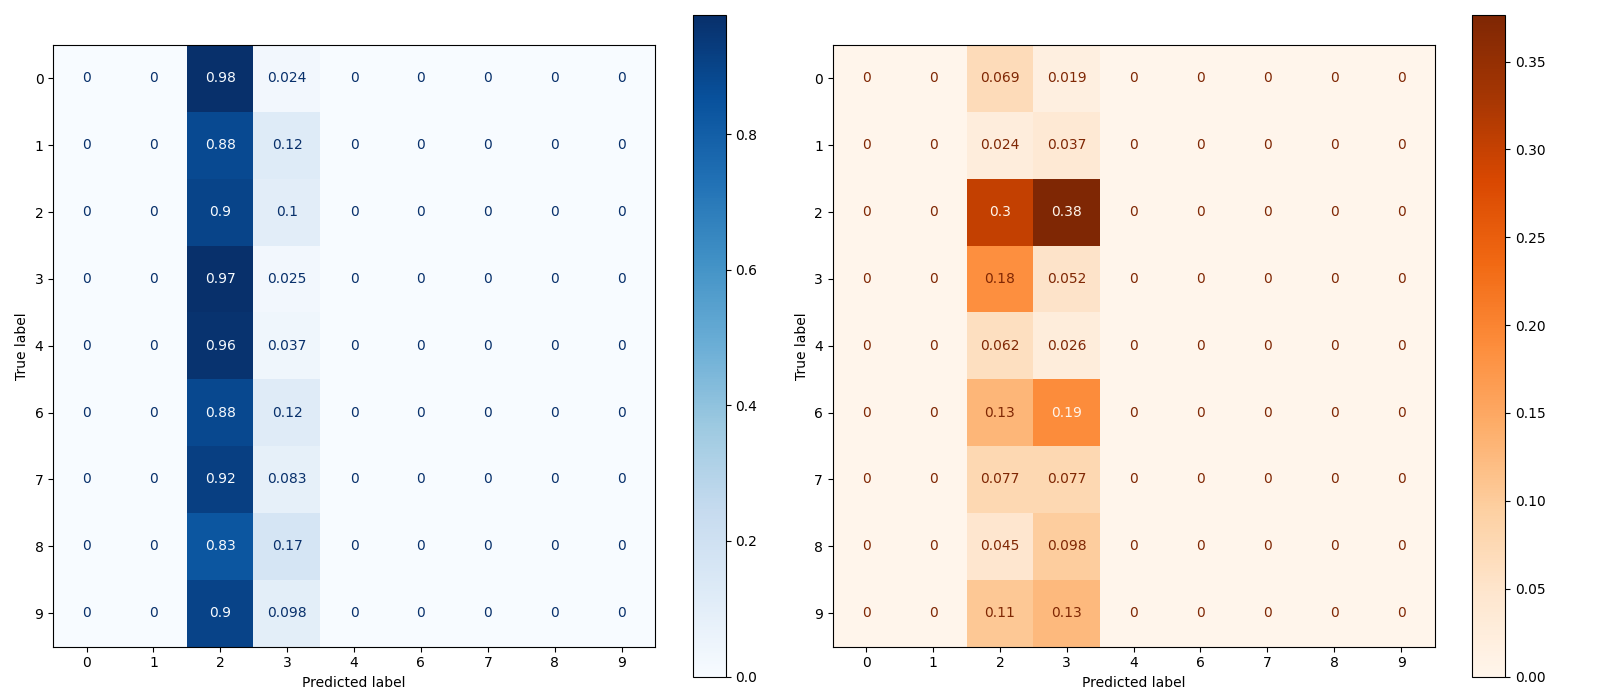 0 0 0 0.98 0.024 0 0 0 0 0
1 0 0 0.88 0.12 0 0 0 0 0
2 0 0 0.9 0.1 0 0 0 0 0
3 0 0 0.97 0.025 0 0 0 0 0
4 0 0 0.96 0.037 0 0 0 0 0
6 0 0 0.88 0.12 0 0 0 0 0
7 0 0 0.92 0.083 0 0 0 0 0
8 0 0 0.83 0.17 0 0 0 0 0
9 0 0 0.9 0.098 0 0 0 0 0
0 1 2 3 4 6 7 8 9
Predicted label
True label
0.8
0.6
0.4
0.2
0.0
0 0 0 0.069 0.019 0 0 0 0 0
1 0 0 0.024 0.037 0 0 0 0 0
2 0 0 0.3 0.38 0 0 0 0 0
3 0 0 0.18 0.052 0 0 0 0 0
4 0 0 0.062 0.026 0 0 0 0 0
6 0 0 0.13 0.19 0 0 0 0 0
7 0 0 0.077 0.077 0 0 0 0 0
8 0 0 0.045 0.098 0 0 0 0 0
9 0 0 0.11 0.13 0 0 0 0 0
0 1 2 3 4 6 7 8 9
Predicted label
True label
0.35
0.30
0.25
0.20
0.15
0.10
0.05
0.00